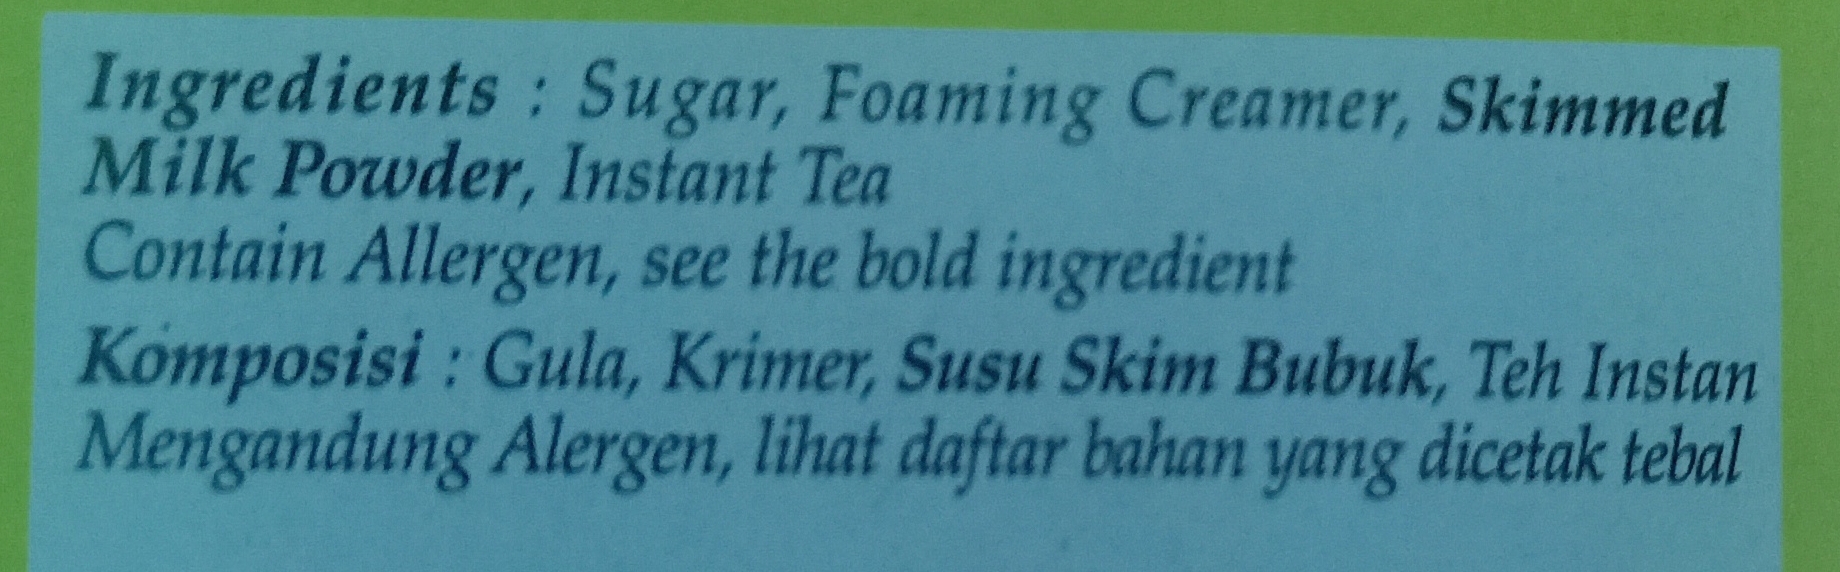 Ingredients : Sugar, Foaming Creamer, Skimmed
Milk Powder, Instant Tea
Contain Allergen, see the bold ingredient
Komposisi : Gula, Krimer, Susu Skim Bubuk, Teh Instan
Mengandung Alergen, lihat daftar bahan yang dicetak tebal